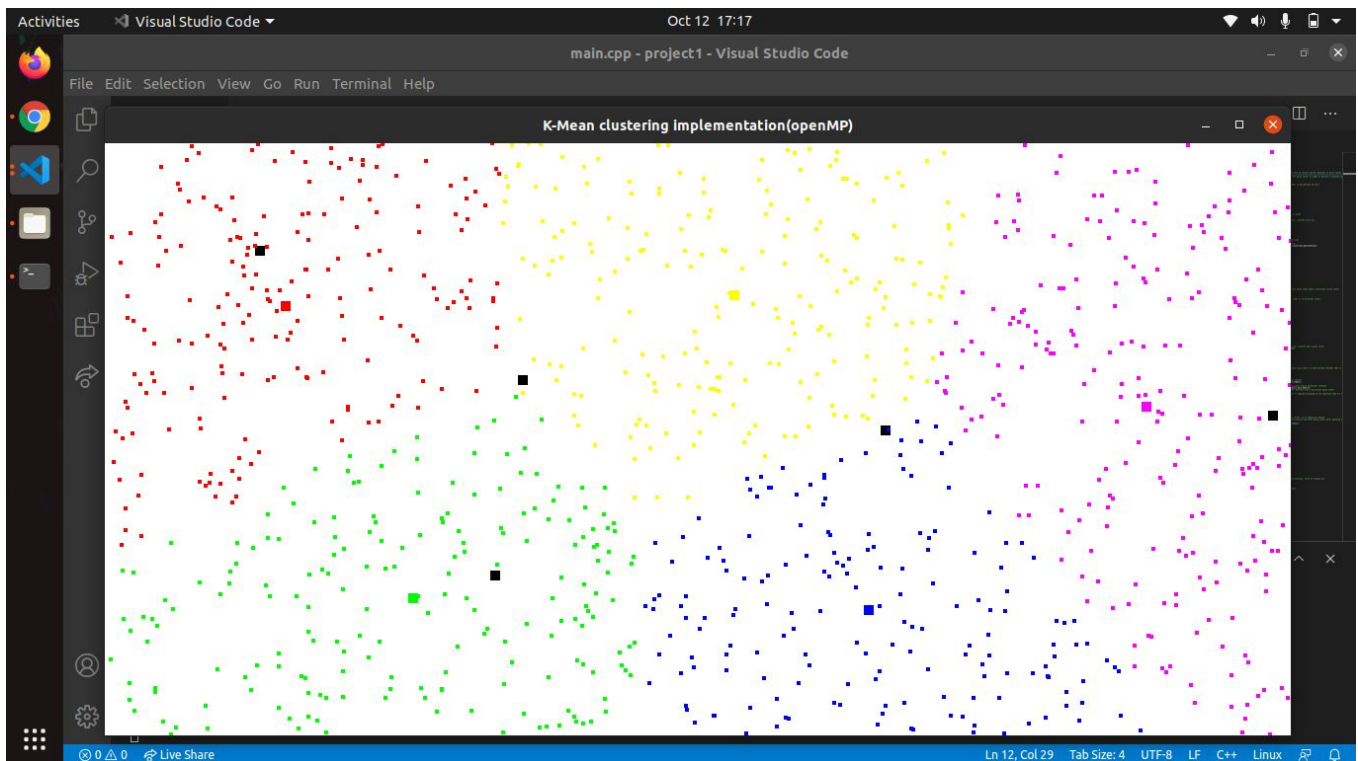 Activities Visual Studio Code Oct 12 17:17
main.cpp - project1 - Visual Studio Code
File Edit Selection View Go Run Terminal Help
K-Mean clustering implementation(openMP)
0 0 Live Share Ln 12, Col 29 Tab Size: 4 UTF-8 LF C++ Linux